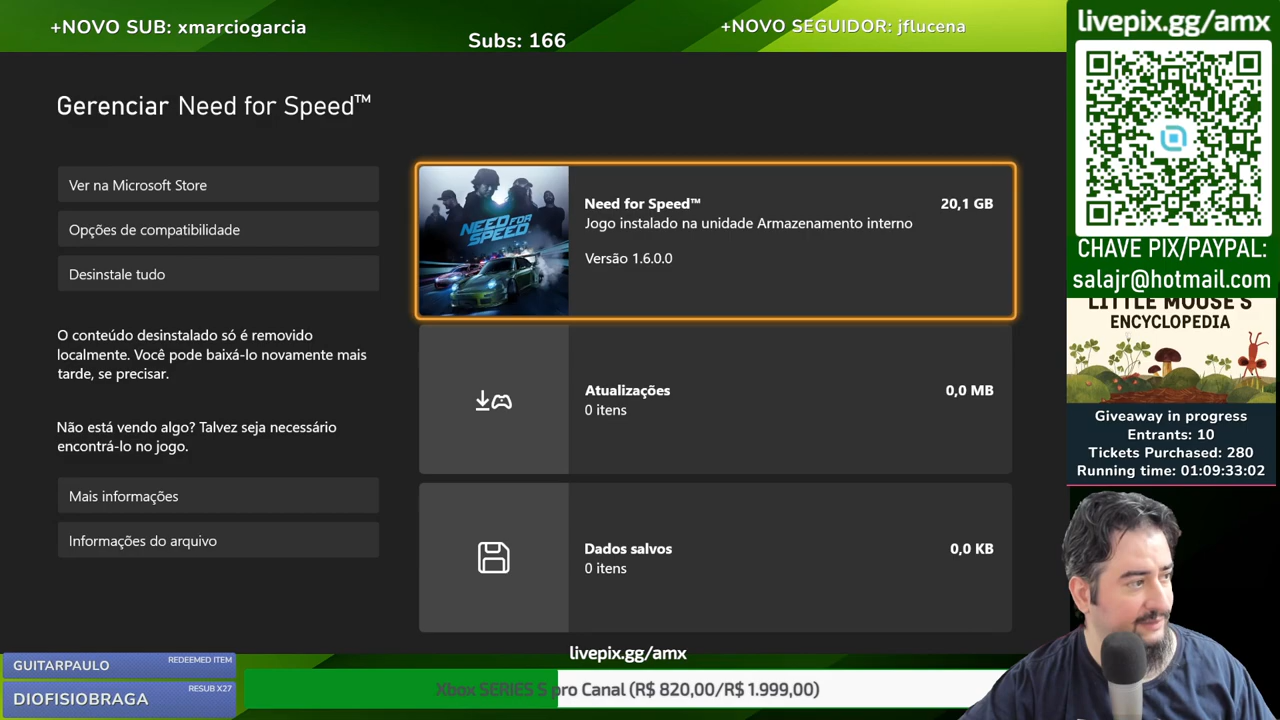 +NOVO SUB: xmarciogarcia
Subs: 166
+NOVO SEGUIDOR: jflucena
livepix.gg/amx
Gerenciar Need for Speed™
Ver na Microsoft Store
Opções de compatibilidade
Desinstale tudo
O conteúdo desinstalado só é removido
localmente. Você pode baixá-lo novamente mais
tarde, se precisar.
Não está vendo algo? Talvez seja necessário
encontrá-lo no jogo.
Mais informações
Informações do arquivo
NEED FOR
SPEED
Need for Speed™
20,1 GB
Jogo instalado na unidade Armazenamento interno
Versão 1.6.0.0
Atualizações
0,0 MB
0 itens
Dados salvos
0,0 KB
0 itens
CHAVE PIX/PAYPAL:
salajr@hotmail.com
LITTLE MOUSE'S
ENCYCLOPEDIA
Giveaway in progress
Entrants: 10
Tickets Purchased: 280
Running time: 01:09:33:02
GUITARPAULO
REDEEMED ITEM
DIOFISIOBRAGA
RESUB X27
livepix.gg/amx
Xbox SERIES S pro Canal (R$ 820,00/R$ 1.999,00)